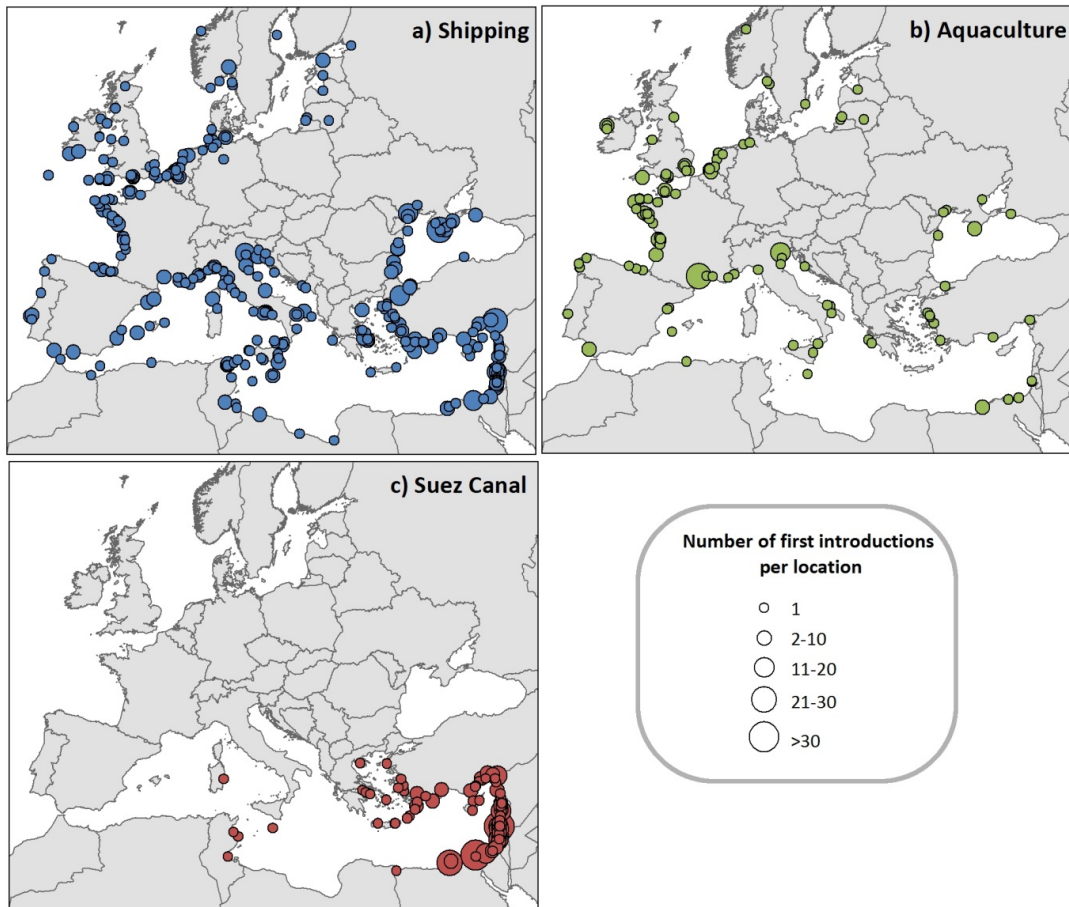 a) Shipping
b) Aquaculture
c) Suez Canal
Number of first introductions
per location
1
2-10
11-20
21-30
>30